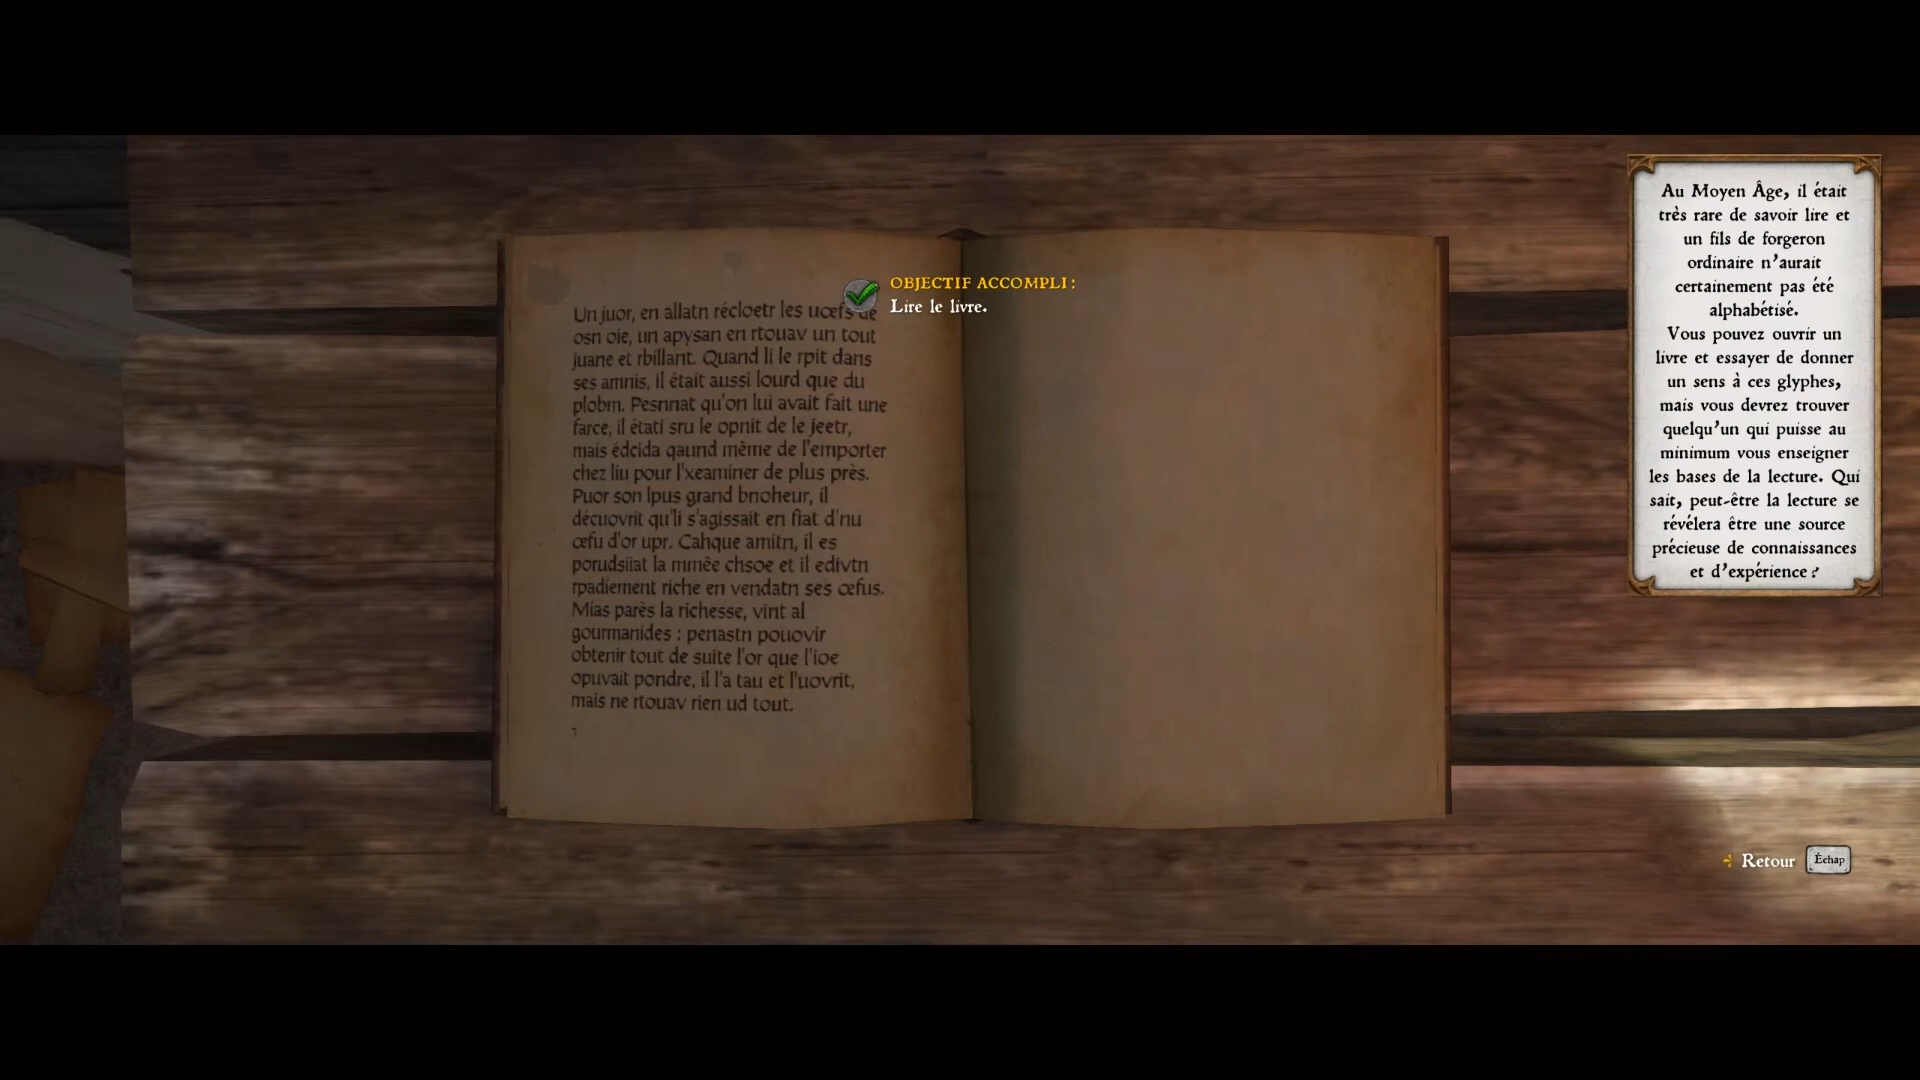 Un juor, en allatn récloetr les uœfs de
osn oie, un apysan en rtouav un tout
juane et rbillant. Quand li le rpit dans
ses amnis, il était aussi lourd que du
plobm. Pesnnat qu'on lui avait fait une
farce, il étati sru le opnit de le jeetr,
mais édcida qaund même de l'emporter
chez liu pour l'xeaminer de plus près.
Puor son lpus grand bnoheur, il
décuovrit qu'li s'agissait en fiat d'nu
œfu d'or upr. Cahque amitn, il es
porudsiiat la mmêe chsoe et il edivtn
rpadiement riche en vendatn ses œfus.
Mias parès la richesse, vint al
gourmanides : penastn pouovir
obtenir tout de suite l'or que l'ioe
opuvait pondre, il l'a tau et l'uovrit,
mais ne rtouav rien ud tout.
1
OBJECTIF ACCOMPLI :
Lire le livre.
Au Moyen Âge, il était
très rare de savoir lire et
un fils de forgeron
ordinaire n'aurait
certainement pas été
alphabétisé.
Vous pouvez ouvrir un
livre et essayer de donner
un sens à ces glyphes,
mais vous devrez trouver
quelqu'un qui puisse au
minimum vous enseigner
les bases de la lecture. Qui
sait, peut-être la lecture se
révélera être une source
précieuse de connaissances
et d'expérience ?
Retour Échap